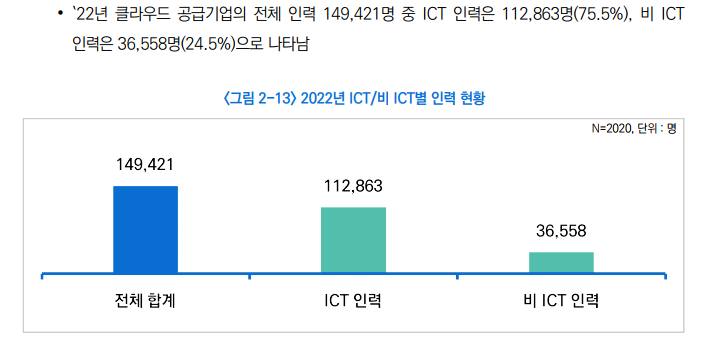 • ‘22년 클라우드 공급기업의 전체 인력 149,421명 중 ICT 인력은 112,863명(75.5%), 비 ICT
인력은 36,558명(24.5%)으로 나타남
<그림 2-13> 2022년 ICT/비 ICT별 인력 현황
N=2020, 단위 : 명
149,421
112,863
36,558
전체 합계
ICT 인력
비 ICT 인력